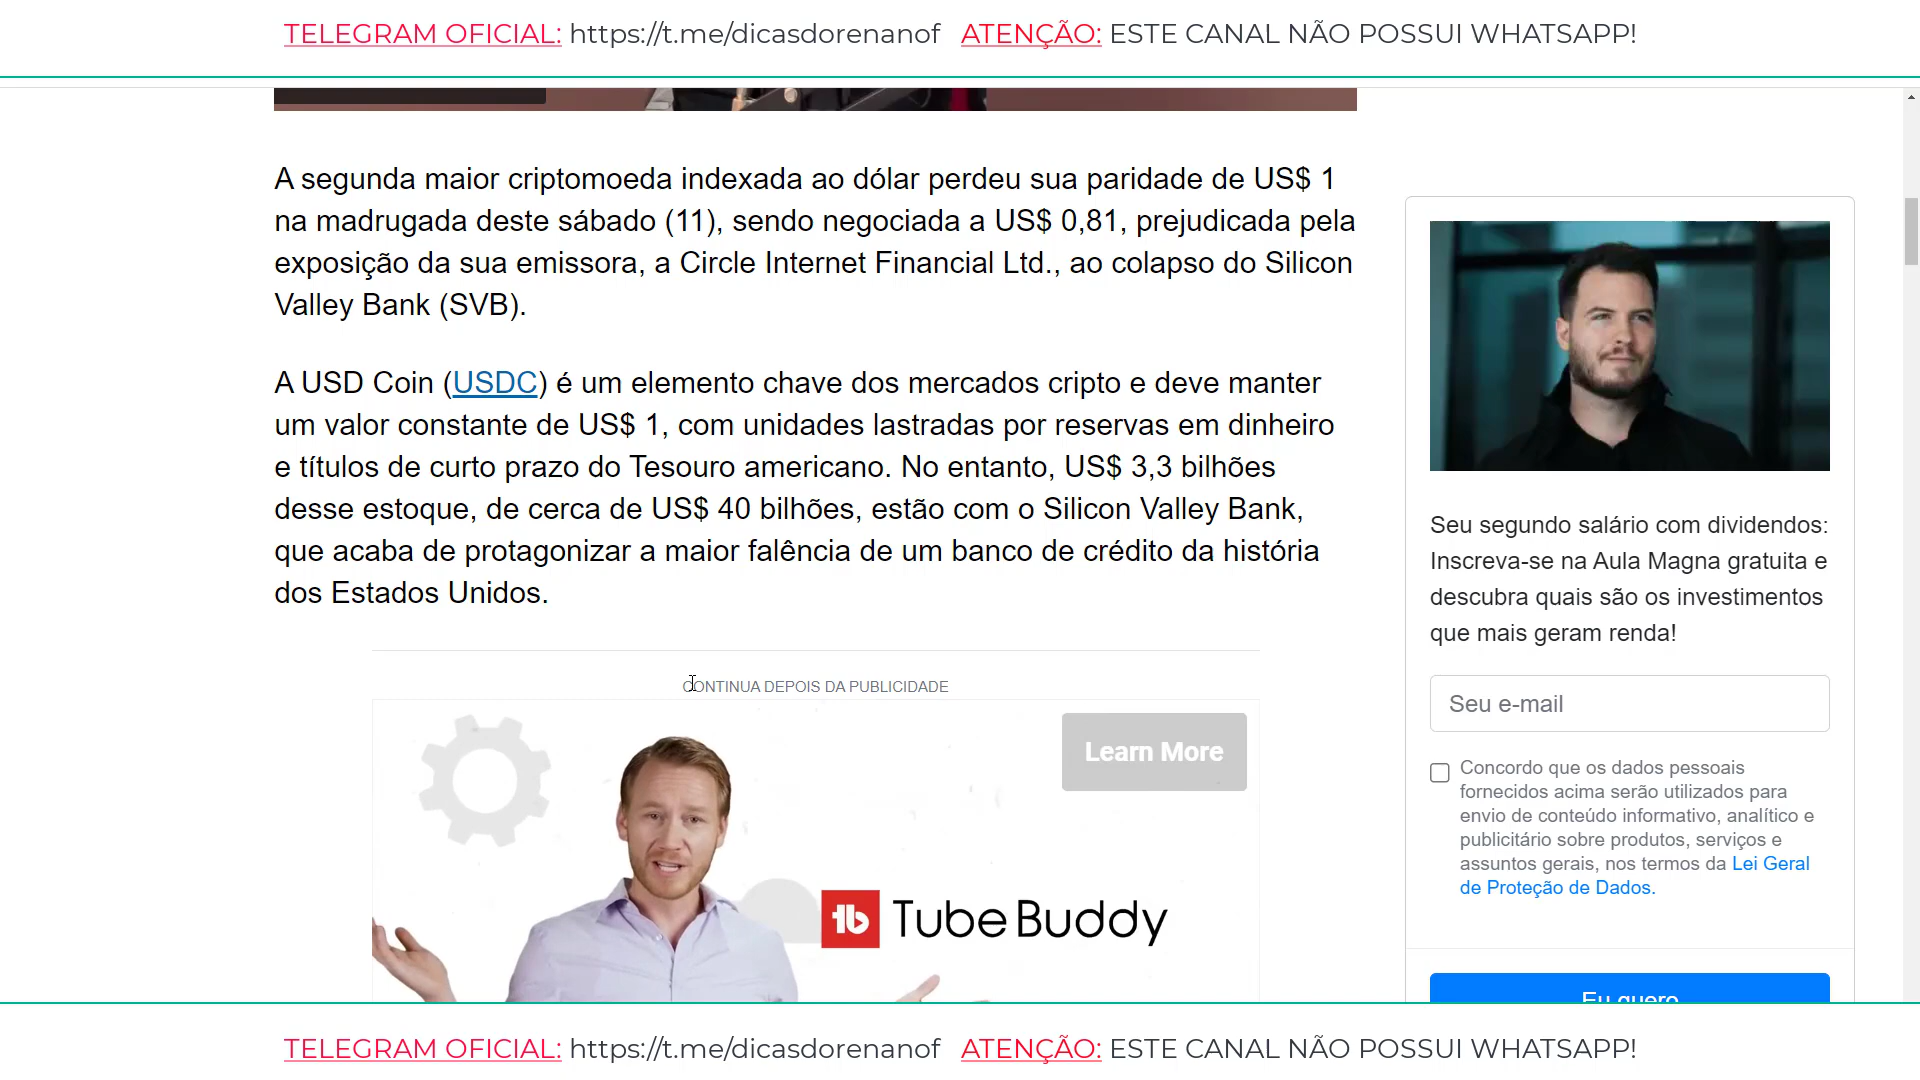 TELEGRAM OFICIAL: https://t.me/dicasdorenanof ATENÇÃO: ESTE CANAL NÃO POSSUI WHATSAPP!
A segunda maior criptomoeda indexada ao dólar perdeu sua paridade de US$ 1
na madrugada deste sábado (11), sendo negociada a US$ 0,81, prejudicada pela
exposição da sua emissora, a Circle Internet Financial Ltd., ao colapso do Silicon
Valley Bank (SVB).
A USD Coin (USDC) é um elemento chave dos mercados cripto e deve manter
um valor constante de US$ 1, com unidades lastradas por reservas em dinheiro
e títulos de curto prazo do Tesouro americano. No entanto, US$ 3,3 bilhões
desse estoque, de cerca de US$ 40 bilhões, estão com o Silicon Valley Bank,
que acaba de protagonizar a maior falência de um banco de crédito da história
dos Estados Unidos.
CONTINUA DEPOIS DA PUBLICIDADE
Learn More
tb TubeBuddy
Seu segundo salário com dividendos:
Inscreva-se na Aula Magna gratuita e
descubra quais são os investimentos
que mais geram renda!
Seu e-mail
Concordo que os dados pessoais
fornecidos acima serão utilizados para
envio de conteúdo informativo, analítico e
publicitário sobre produtos, serviços e
assuntos gerais, nos termos da Lei Geral
de Proteção de Dados.
Eu quero
TELEGRAM OFICIAL: https://t.me/dicasdorenanof ATENÇÃO: ESTE CANAL NÃO POSSUI WHATSAPP!